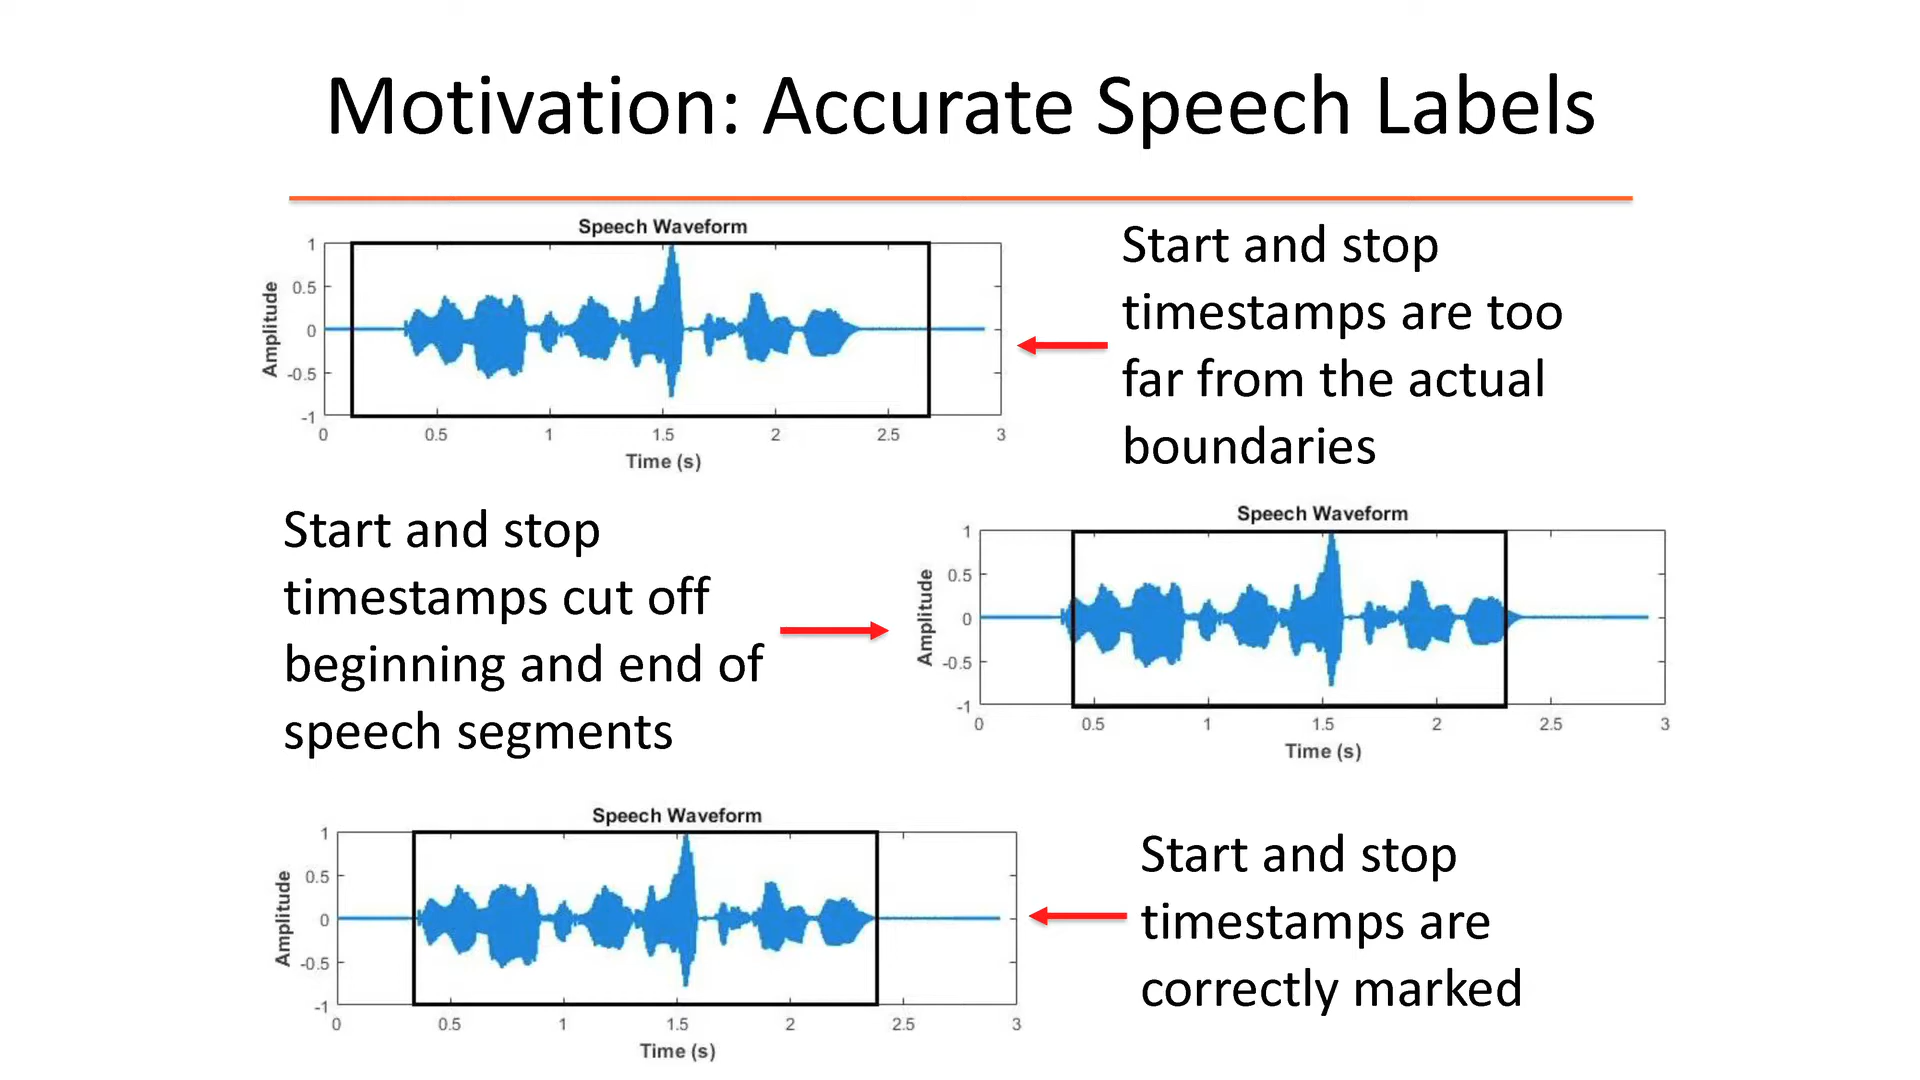 Motivation: Accurate Speech Labels
Speech Waveform
Amplitude
1
0.5
0
-0.5
-1
0 0.5 1 1.5 2 2.5 3
Time (s)
Start and stop
timestamps are too
far from the actual
boundaries
Start and stop
timestamps cut off
beginning and end of
speech segments
Speech Waveform
Amplitude
1
0.5
0
-0.5
-1
0 0.5 1 1.5 2 2.5 3
Time (s)
Speech Waveform
Amplitude
1
0.5
0
-0.5
-1
0 0.5 1 1.5 2 2.5 3
Time (s)
Start and stop
timestamps are
correctly marked